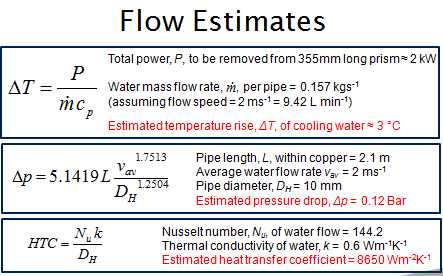 Flow Estimates
Total power, P, to be removed from 355mm long prism≈ 2 kW
ΔT = P / ṁc_p
Water mass flow rate, ṁ, per pipe = 0.157 kgs⁻¹
(assuming flow speed = 2 ms⁻¹ = 9.42 L min⁻¹)
Estimated temperature rise, ΔT, of cooling water ≈ 3 °C
Δp = 5.1419 L v_av^1.7513 / D_H^1.2504
Pipe length, L, within copper = 2.1 m
Average water flow rate v_av = 2 ms⁻¹
Pipe diameter, D_H = 10 mm
Estimated pressure drop, Δp = 0.12 Bar
HTC = N_u k / D_H
Nusselt number, N_u, of water flow = 144.2
Thermal conductivity of water, k = 0.6 Wm⁻¹K⁻¹
Estimated heat transfer coefficient = 8650 Wm⁻²K⁻¹